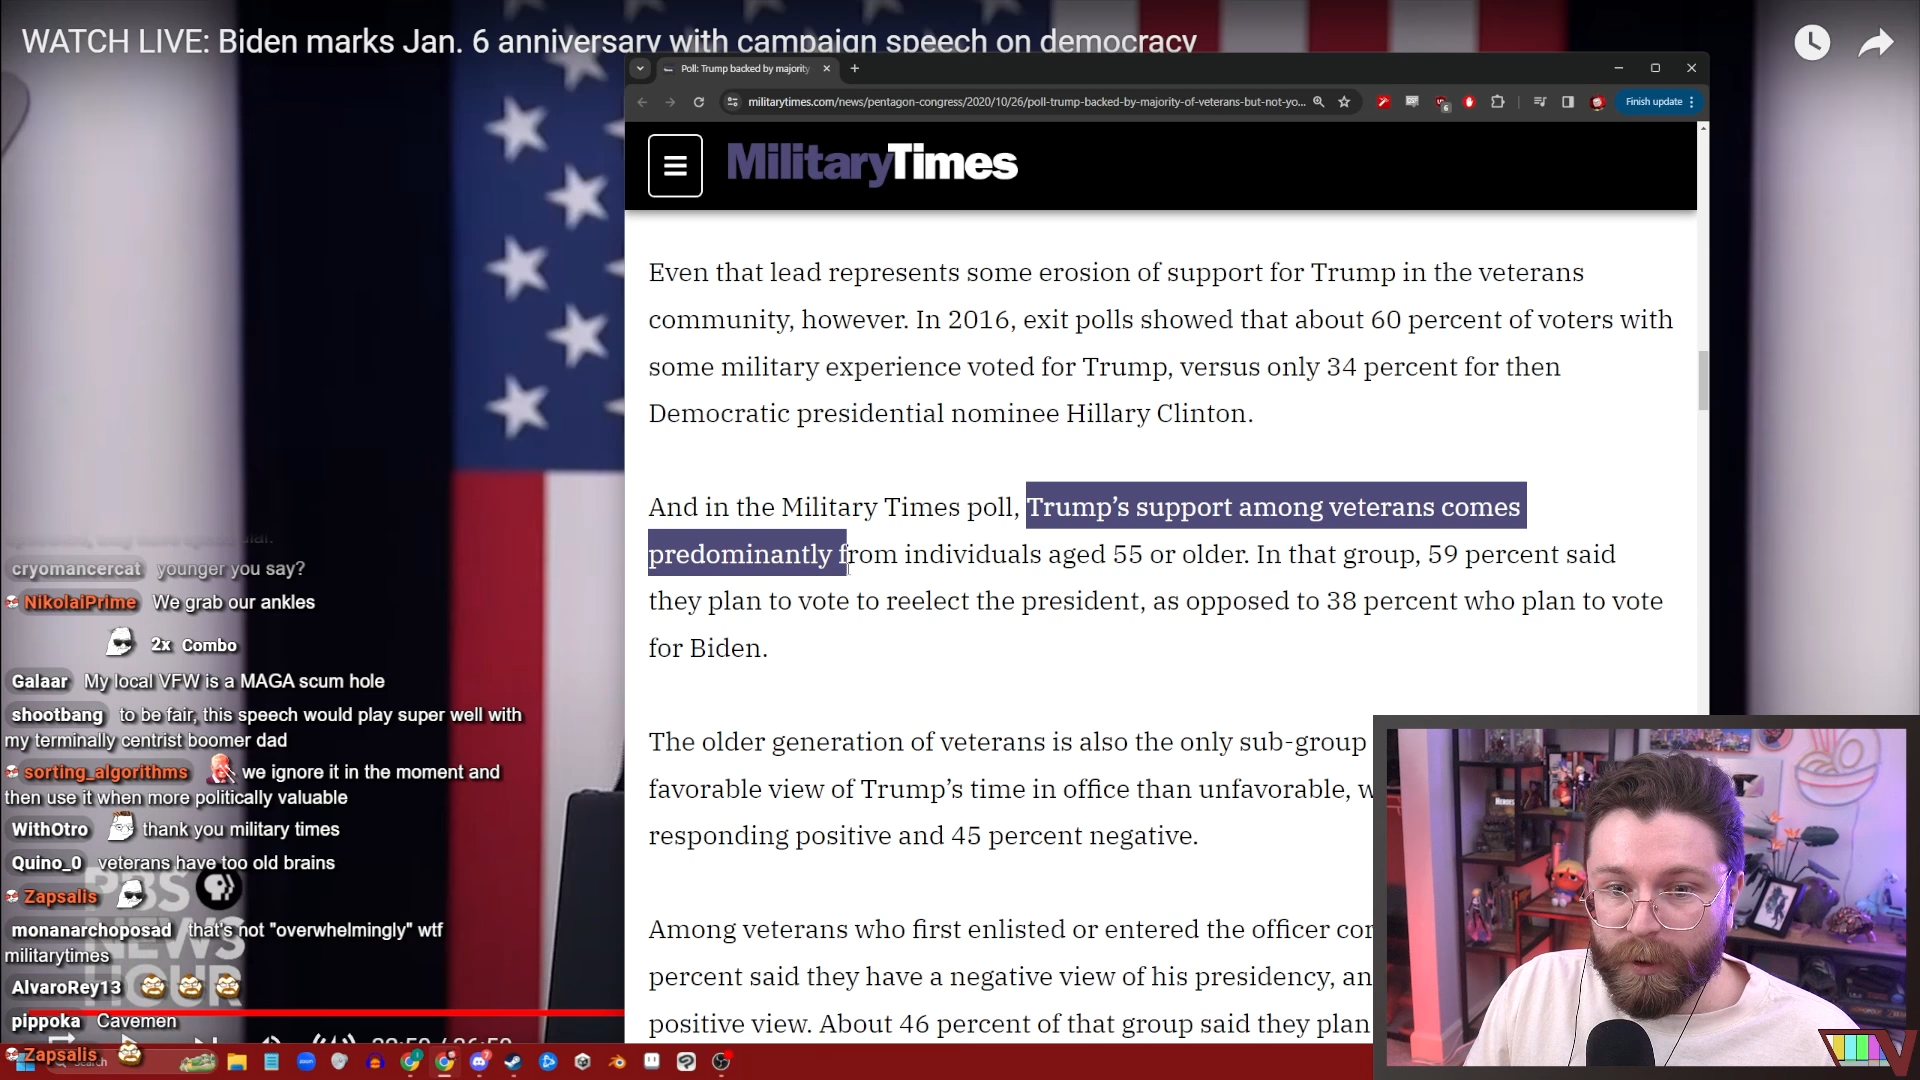 WATCH LIVE: Biden marks Jan. 6 anniversary with campaign speech on democracy
Poll: Trump backed by majority
militarytimes.com/news/pentagon-congress/2020/10/26/poll-trump-backed-by-majority-of-veterans-but-not-yo...
6
Finish update
MilitaryTimes
Even that lead represents some erosion of support for Trump in the veterans
community, however. In 2016, exit polls showed that about 60 percent of voters with
some military experience voted for Trump, versus only 34 percent for then
Democratic presidential nominee Hillary Clinton.
And in the Military Times poll, Trump’s support among veterans comes
predominantly from individuals aged 55 or older. In that group, 59 percent said
they plan to vote to reelect the president, as opposed to 38 percent who plan to vote
for Biden.
The older generation of veterans is also the only sub-group
favorable view of Trump’s time in office than unfavorable, w
responding positive and 45 percent negative.
Among veterans who first enlisted or entered the officer cor
percent said they have a negative view of his presidency, an
positive view. About 46 percent of that group said they plan
cryomancercat younger you say?
NikolaiPrime We grab our ankles
2x Combo
Galaar My local VFW is a MAGA scum hole
shootbang to be fair, this speech would play super well with
my terminally centrist boomer dad
sorting_algorithms we ignore it in the moment and
then use it when more politically valuable
WithOtro thank you military times
Quino_0 veterans have too old brains
Zapsalis
monanarchoposad that's not "overwhelmingly" wtf
militarytimes
AlvaroRey13
pippoka Cavemen
Zapsalis
PBS
NEWS
HOUR
Search